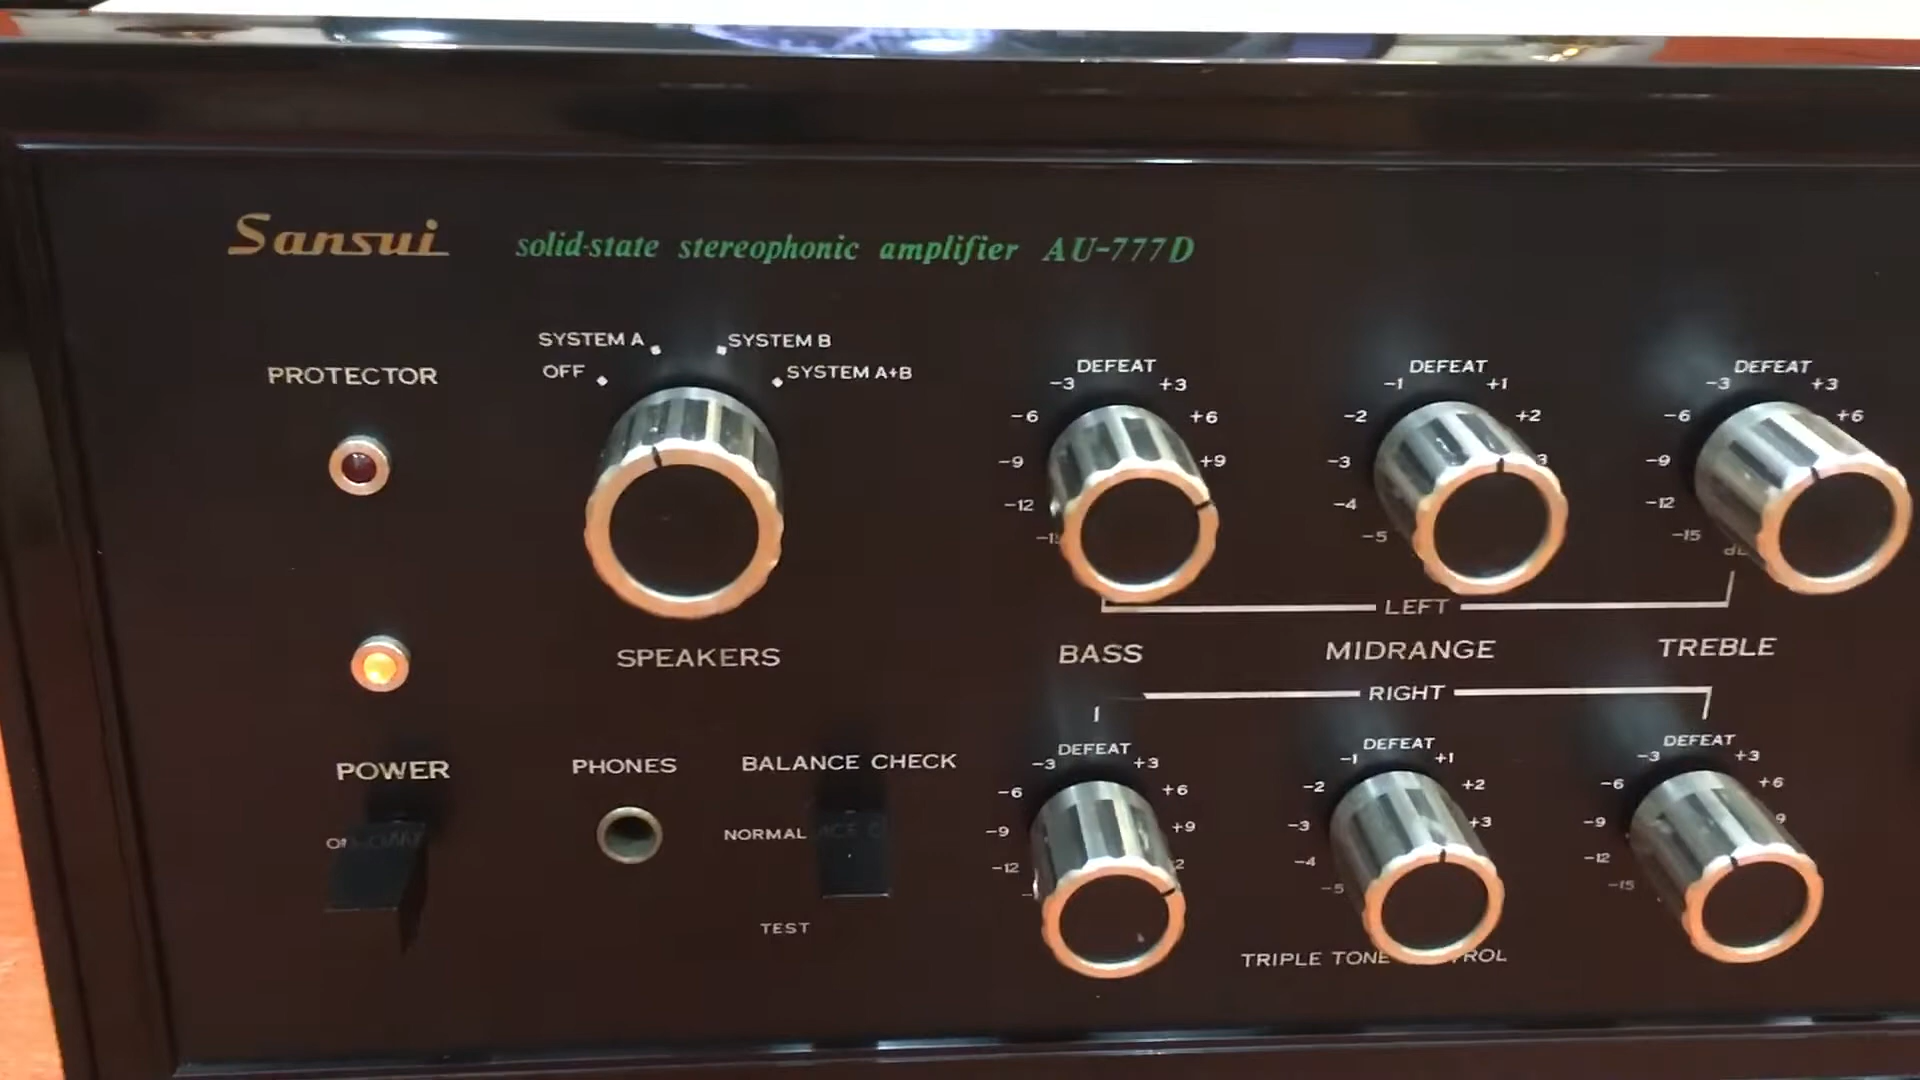 Sansui solid-state stereophonic amplifier AU-777D
SYSTEM A SYSTEM B
OFF SYSTEM A+B
PROTECTOR
DEFEAT DEFEAT DEFEAT
-3 +3 -1 +1 -3 +3
-6 +6 -2 +2 -6 +6
-9 +9 -3 3 -9
-12 -4 -12
-5 -15
LEFT
SPEAKERS BASS MIDRANGE TREBLE
RIGHT
POWER PHONES BALANCE CHECK
DEFEAT DEFEAT DEFEAT
-3 +3 -1 +1 -3 +3
-6 +6 -2 +2 -6 +6
NORMAL -9 +9 -3 +3 -9 9
-12 2 -4 -12
-5 -15
TEST
TRIPLE TONE